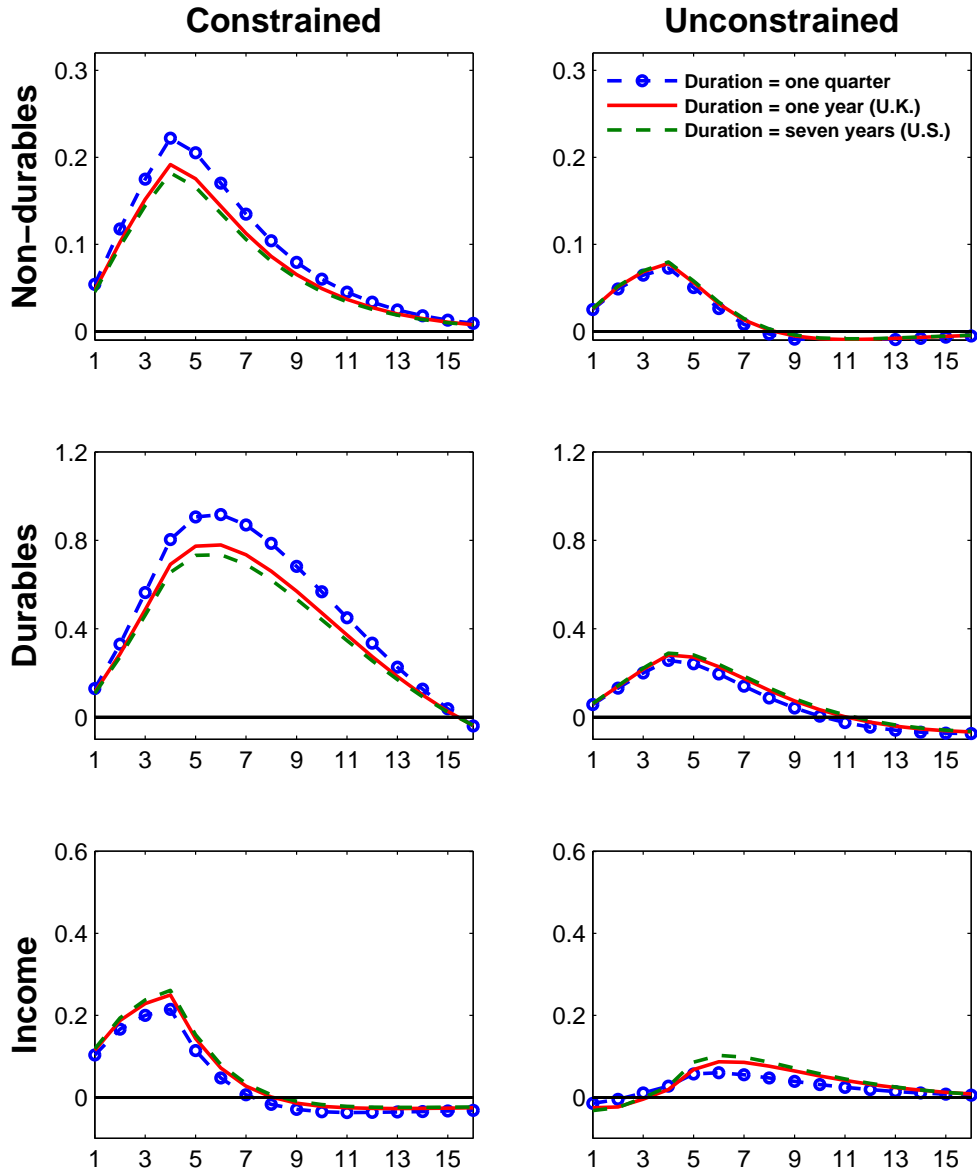 Constrained
Unconstrained
Non-durables
0.3
0.2
0.1
0
1 3 5 7 9 11 13 15
0.3
0.2
0.1
0
1 3 5 7 9 11 13 15
Duration = one quarter
Duration = one year (U.K.)
Duration = seven years (U.S.)
Durables
1.2
0.8
0.4
0
1 3 5 7 9 11 13 15
1.2
0.8
0.4
0
1 3 5 7 9 11 13 15
Income
0.6
0.4
0.2
0
1 3 5 7 9 11 13 15
0.6
0.4
0.2
0
1 3 5 7 9 11 13 15